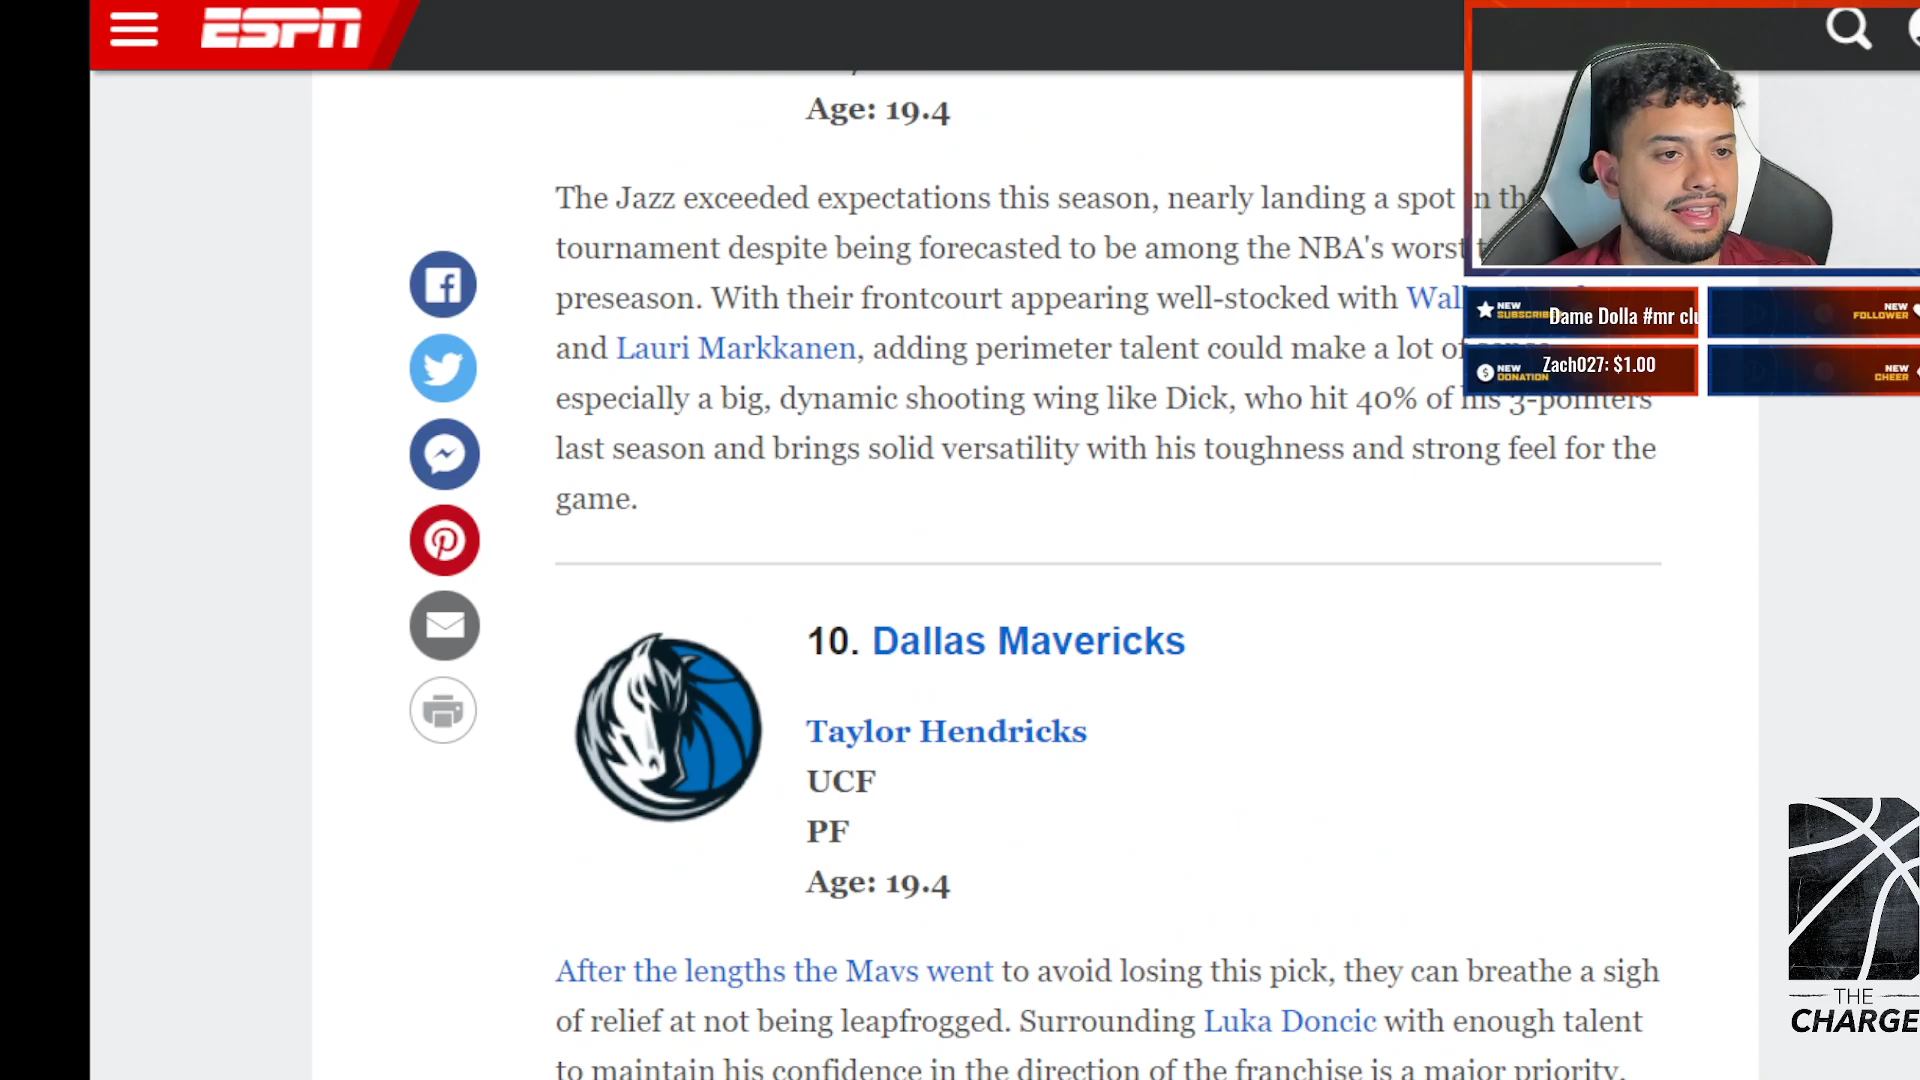 ESPN
Age: 19.4
The Jazz exceeded expectations this season, nearly landing a spot in
tournament despite being forecasted to be among the NBA's worst
preseason. With their frontcourt appearing well-stocked with
and Lauri Markkanen, adding perimeter talent could make a lot of
especially a big, dynamic shooting wing like Dick, who hit 40% of his 3-pointers
last season and brings solid versatility with his toughness and strong feel for the
game.
NEW
Dame Dolla #mr
NEW
FOLLOWER
NEW
DONATION
Zach027: $1.00
NEW
CHEER
10. Dallas Mavericks
Taylor Hendricks
UCF
PF
Age: 19.4
After the lengths the Mavs went to avoid losing this pick, they can breathe a sigh
of relief at not being leapfrogged. Surrounding Luka Doncic with enough talent
to maintain his confidence in the direction of the franchise is a major priority.
THE
CHARGE